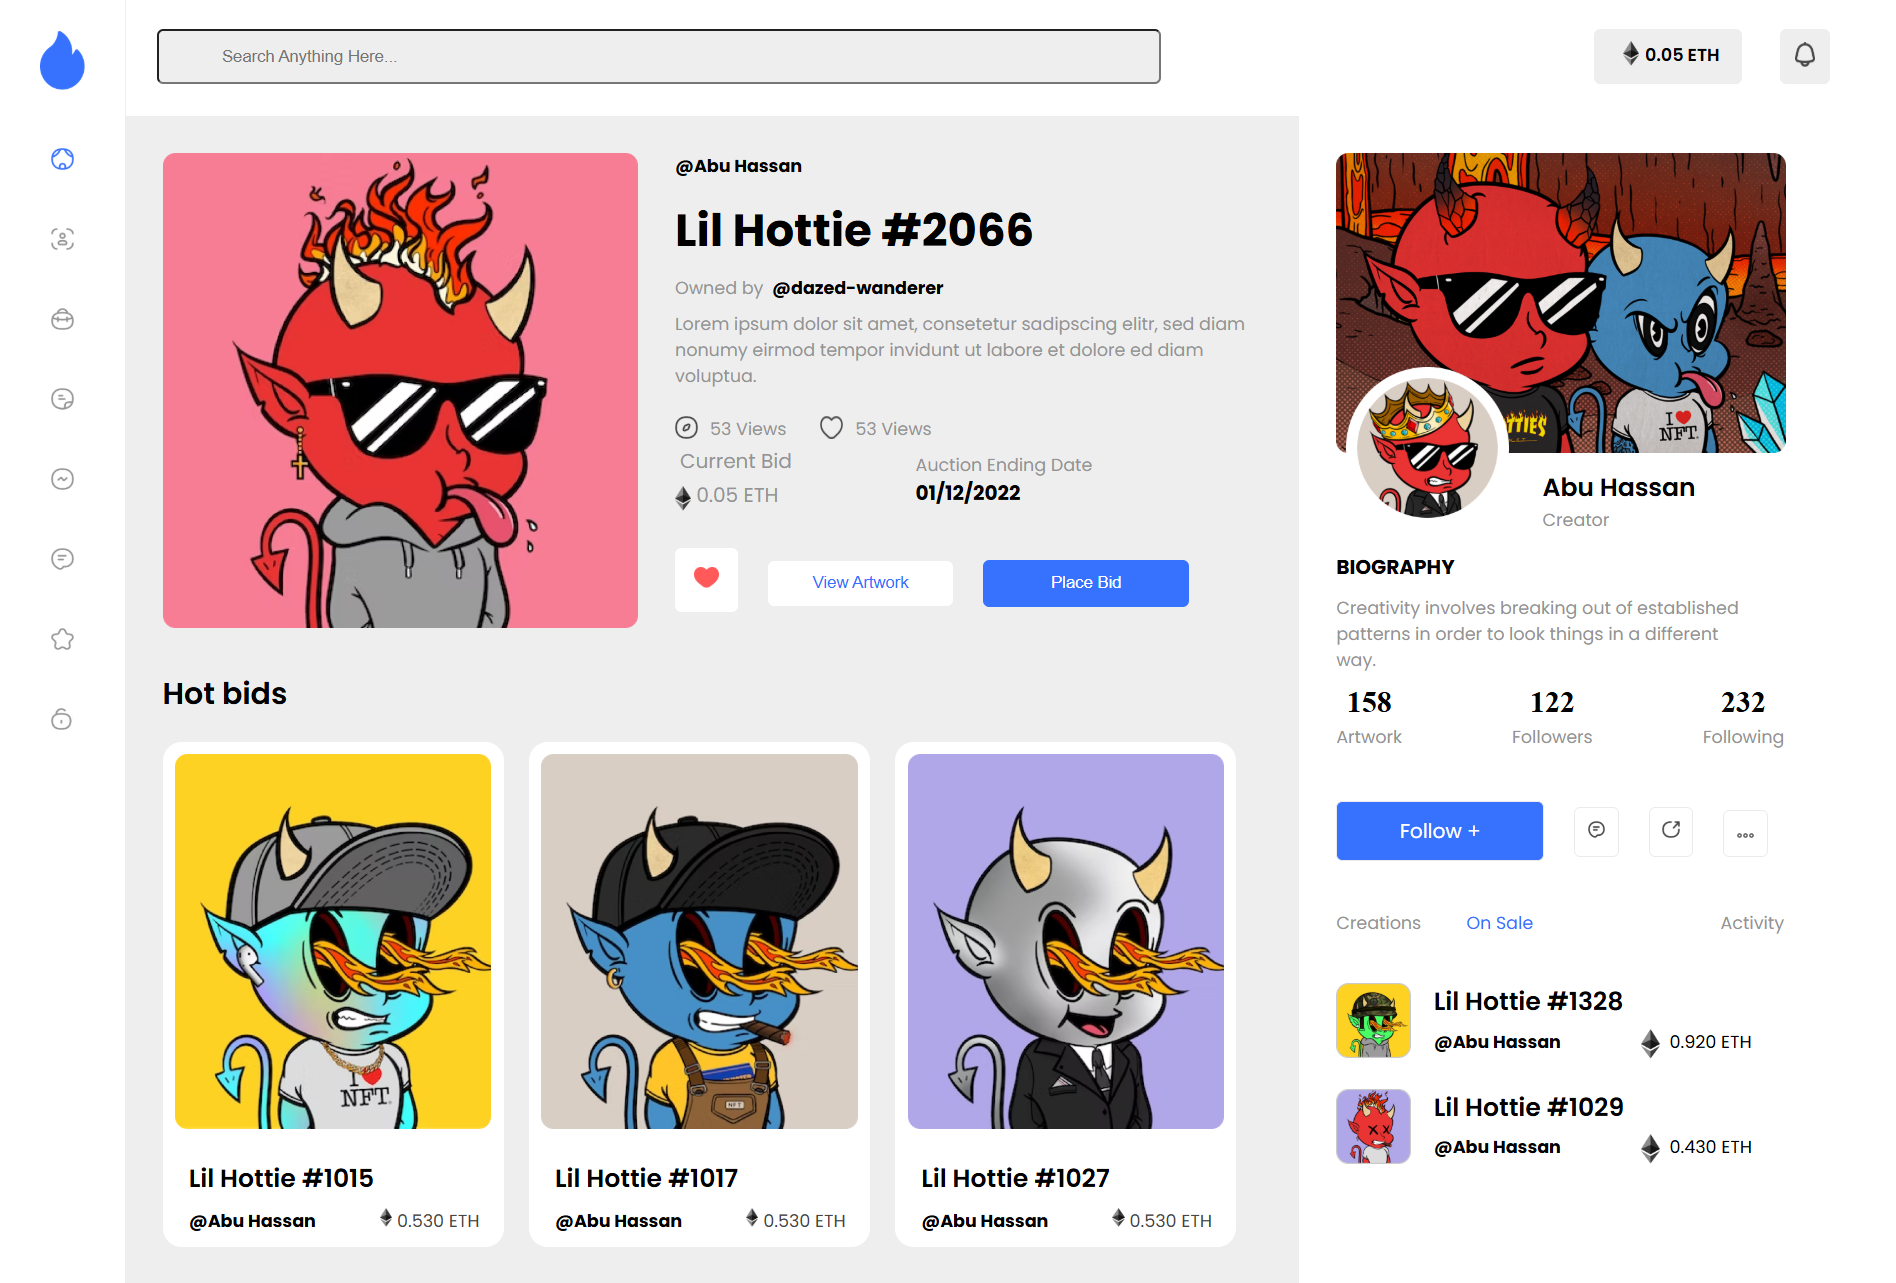 Search Anything Here...
0.05 ETH
@Abu Hassan
Lil Hottie #2066
Owned by @dazed-wanderer
Lorem ipsum dolor sit amet, consetetur sadipscing elitr, sed diam
nonumy eirmod tempor invidunt ut labore et dolore ed diam
voluptua.
53 Views
53 Views
Current Bid
0.05 ETH
Auction Ending Date
01/12/2022
View Artwork
Place Bid
Hot bids
I
NFT.
Lil Hottie #1015
@Abu Hassan
0.530 ETH
NFT
Lil Hottie #1017
@Abu Hassan
0.530 ETH
Lil Hottie #1027
@Abu Hassan
0.530 ETH
TTIES
I
NFT.
Abu Hassan
Creator
BIOGRAPHY
Creativity involves breaking out of established
patterns in order to look things in a different
way.
158
Artwork
122
Followers
232
Following
Follow +
Creations
On Sale
Activity
Lil Hottie #1328
@Abu Hassan
0.920 ETH
Lil Hottie #1029
@Abu Hassan
0.430 ETH